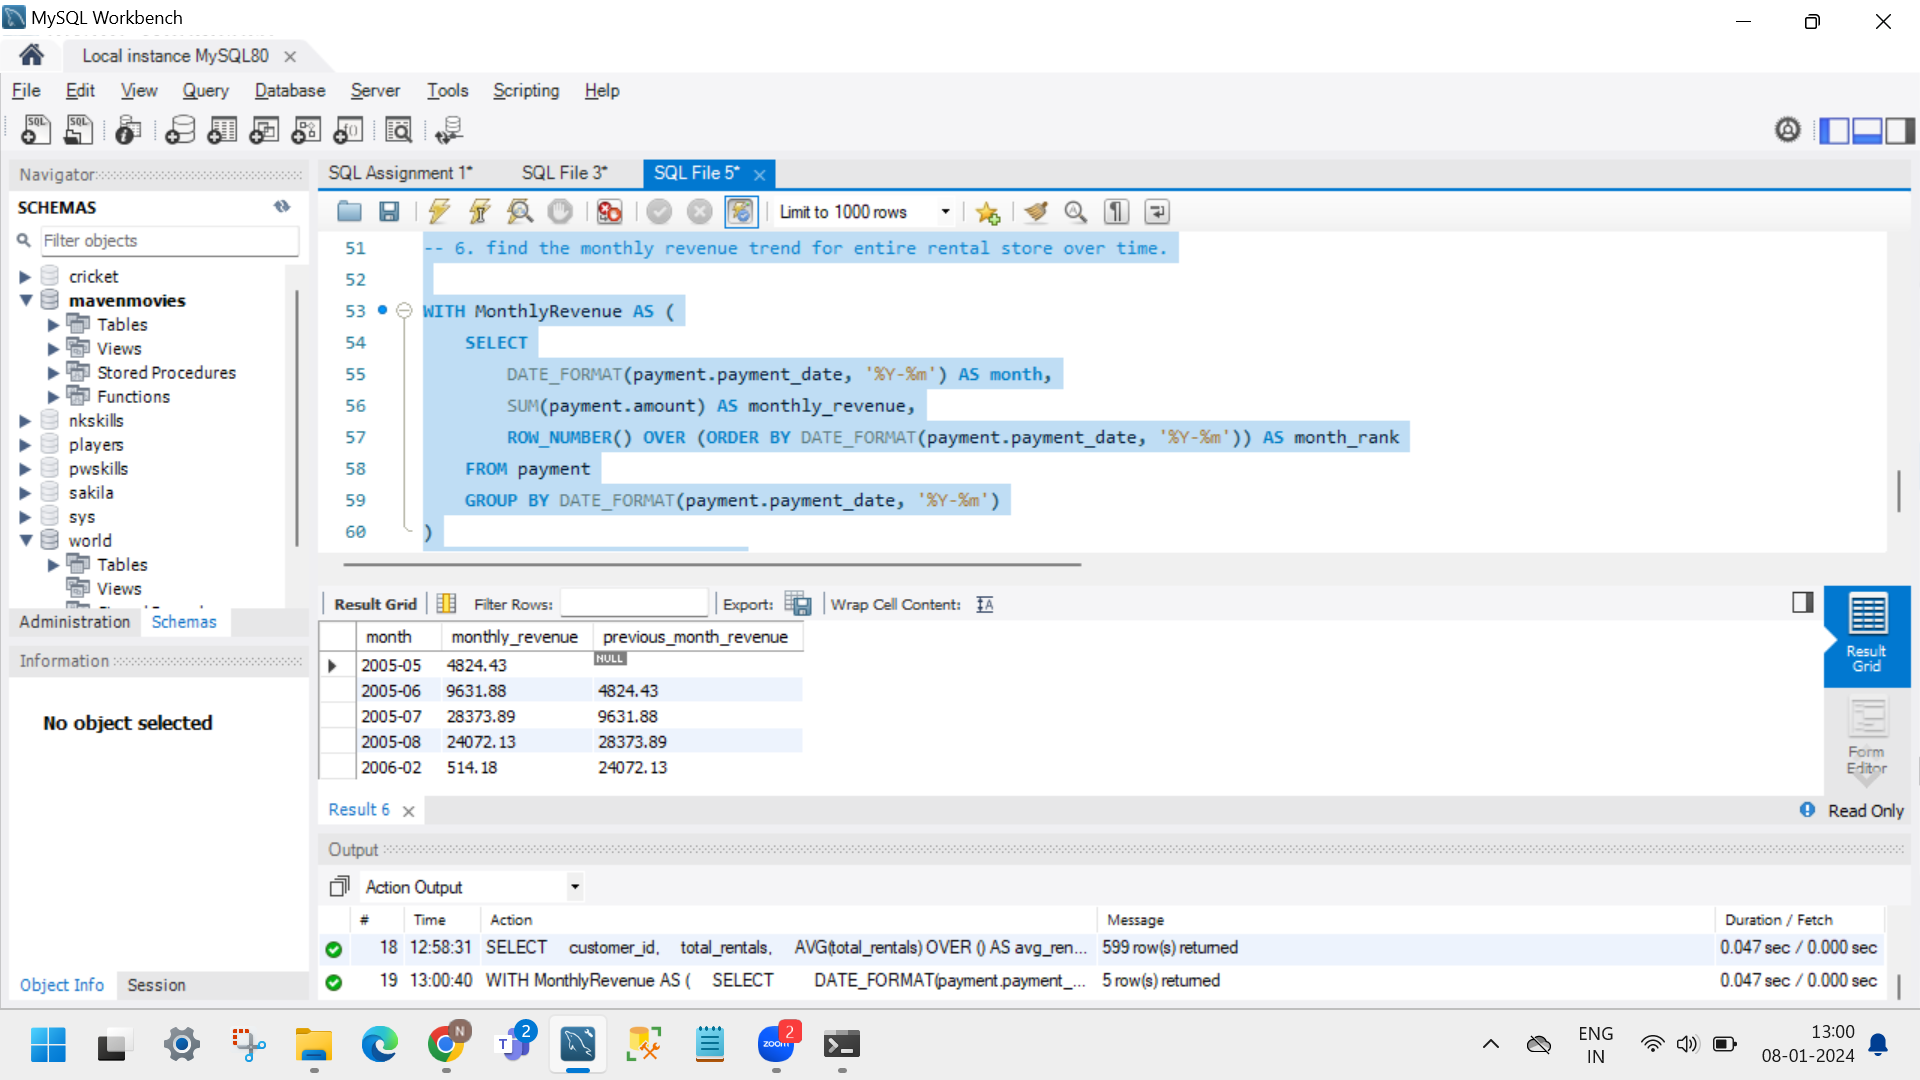 MySQL Workbench
Local instance MySQL80
File Edit View Query Database Server Tools Scripting Help
Navigator
SCHEMAS
Filter objects
cricket
mavenmovies
Tables
Views
Stored Procedures
Functions
nkskills
players
pwskills
sakila
sys
world
Tables
Views
Administration Schemas
Information
No object selected
Object Info Session
SQL Assignment 1* SQL File 3* SQL File 5*
Limit to 1000 rows
51 -- 6. find the monthly revenue trend for entire rental store over time.
52
53 WITH MonthlyRevenue AS (
54 SELECT
55 DATE_FORMAT(payment.payment_date, '%Y-%m') AS month,
56 SUM(payment.amount) AS monthly_revenue,
57 ROW_NUMBER() OVER (ORDER BY DATE_FORMAT(payment.payment_date, '%Y-%m')) AS month_rank
58 FROM payment
59 GROUP BY DATE_FORMAT(payment.payment_date, '%Y-%m')
60 )
Result Grid Filter Rows: Export: Wrap Cell Content:
month monthly_revenue previous_month_revenue
2005-05 4824.43 NULL
2005-06 9631.88 4824.43
2005-07 28373.89 9631.88
2005-08 24072.13 28373.89
2006-02 514.18 24072.13
Result
Grid
Form
Editor
Result 6
Read Only
Output
Action Output
# Time Action Message Duration / Fetch
18 12:58:31 SELECT customer_id, total_rentals, AVG(total_rentals) OVER () AS avg_ren... 599 row(s) returned 0.047 sec / 0.000 sec
19 13:00:40 WITH MonthlyRevenue AS ( SELECT DATE_FORMAT(payment.payment_... 5 row(s) returned 0.047 sec / 0.000 sec
N
2
T
zoom
2
ENG
IN
13:00
08-01-2024